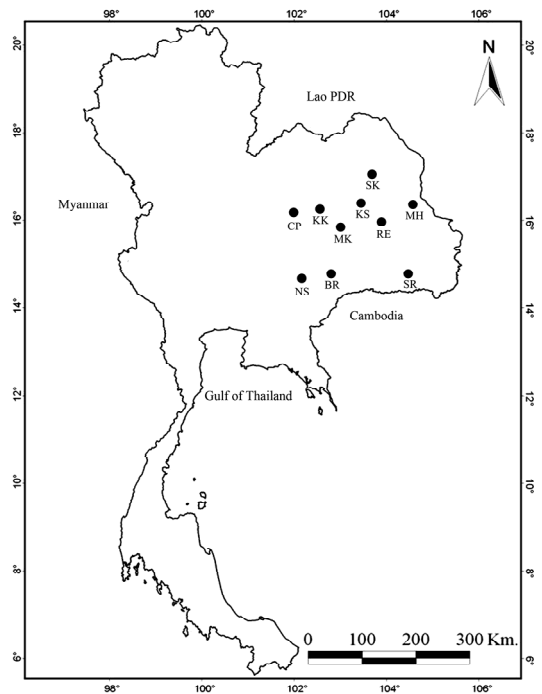 98° 100° 102° 104° 106°
20° 20°
N
Lao PDR
18° 18°
SK
Myanmar
CP KK KS MH
MK RE
16° 16°
NS BR SR
14° 14°
Cambodia
12° 12°
Gulf of Thailand
10° 10°
8° 8°
0 100 200 300 Km.
6° 6°
98° 100° 102° 104° 106°